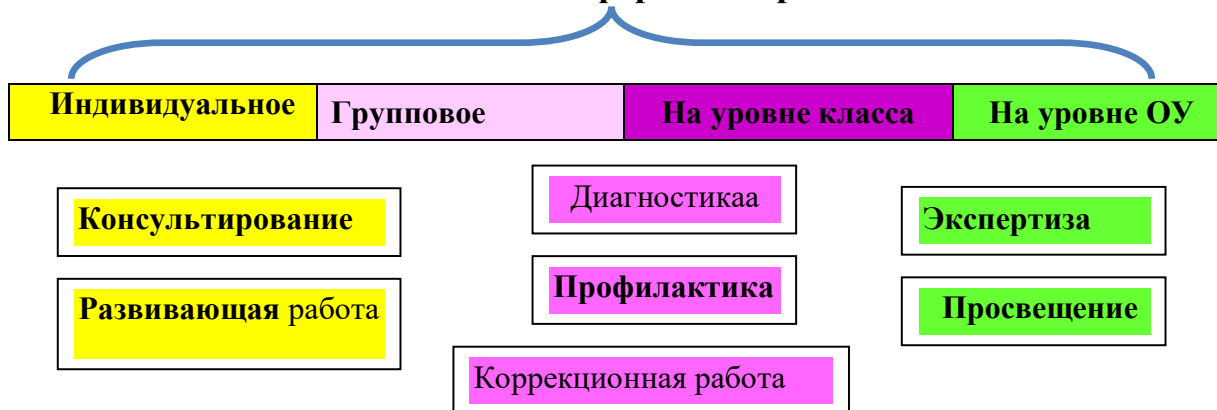 Индивидуальное Групповое На уровне класса На уровне ОУ
Консультирование Диагностикаа Экспертиза
Развивающая работа Профилактика Просвещение
Коррекционная работа